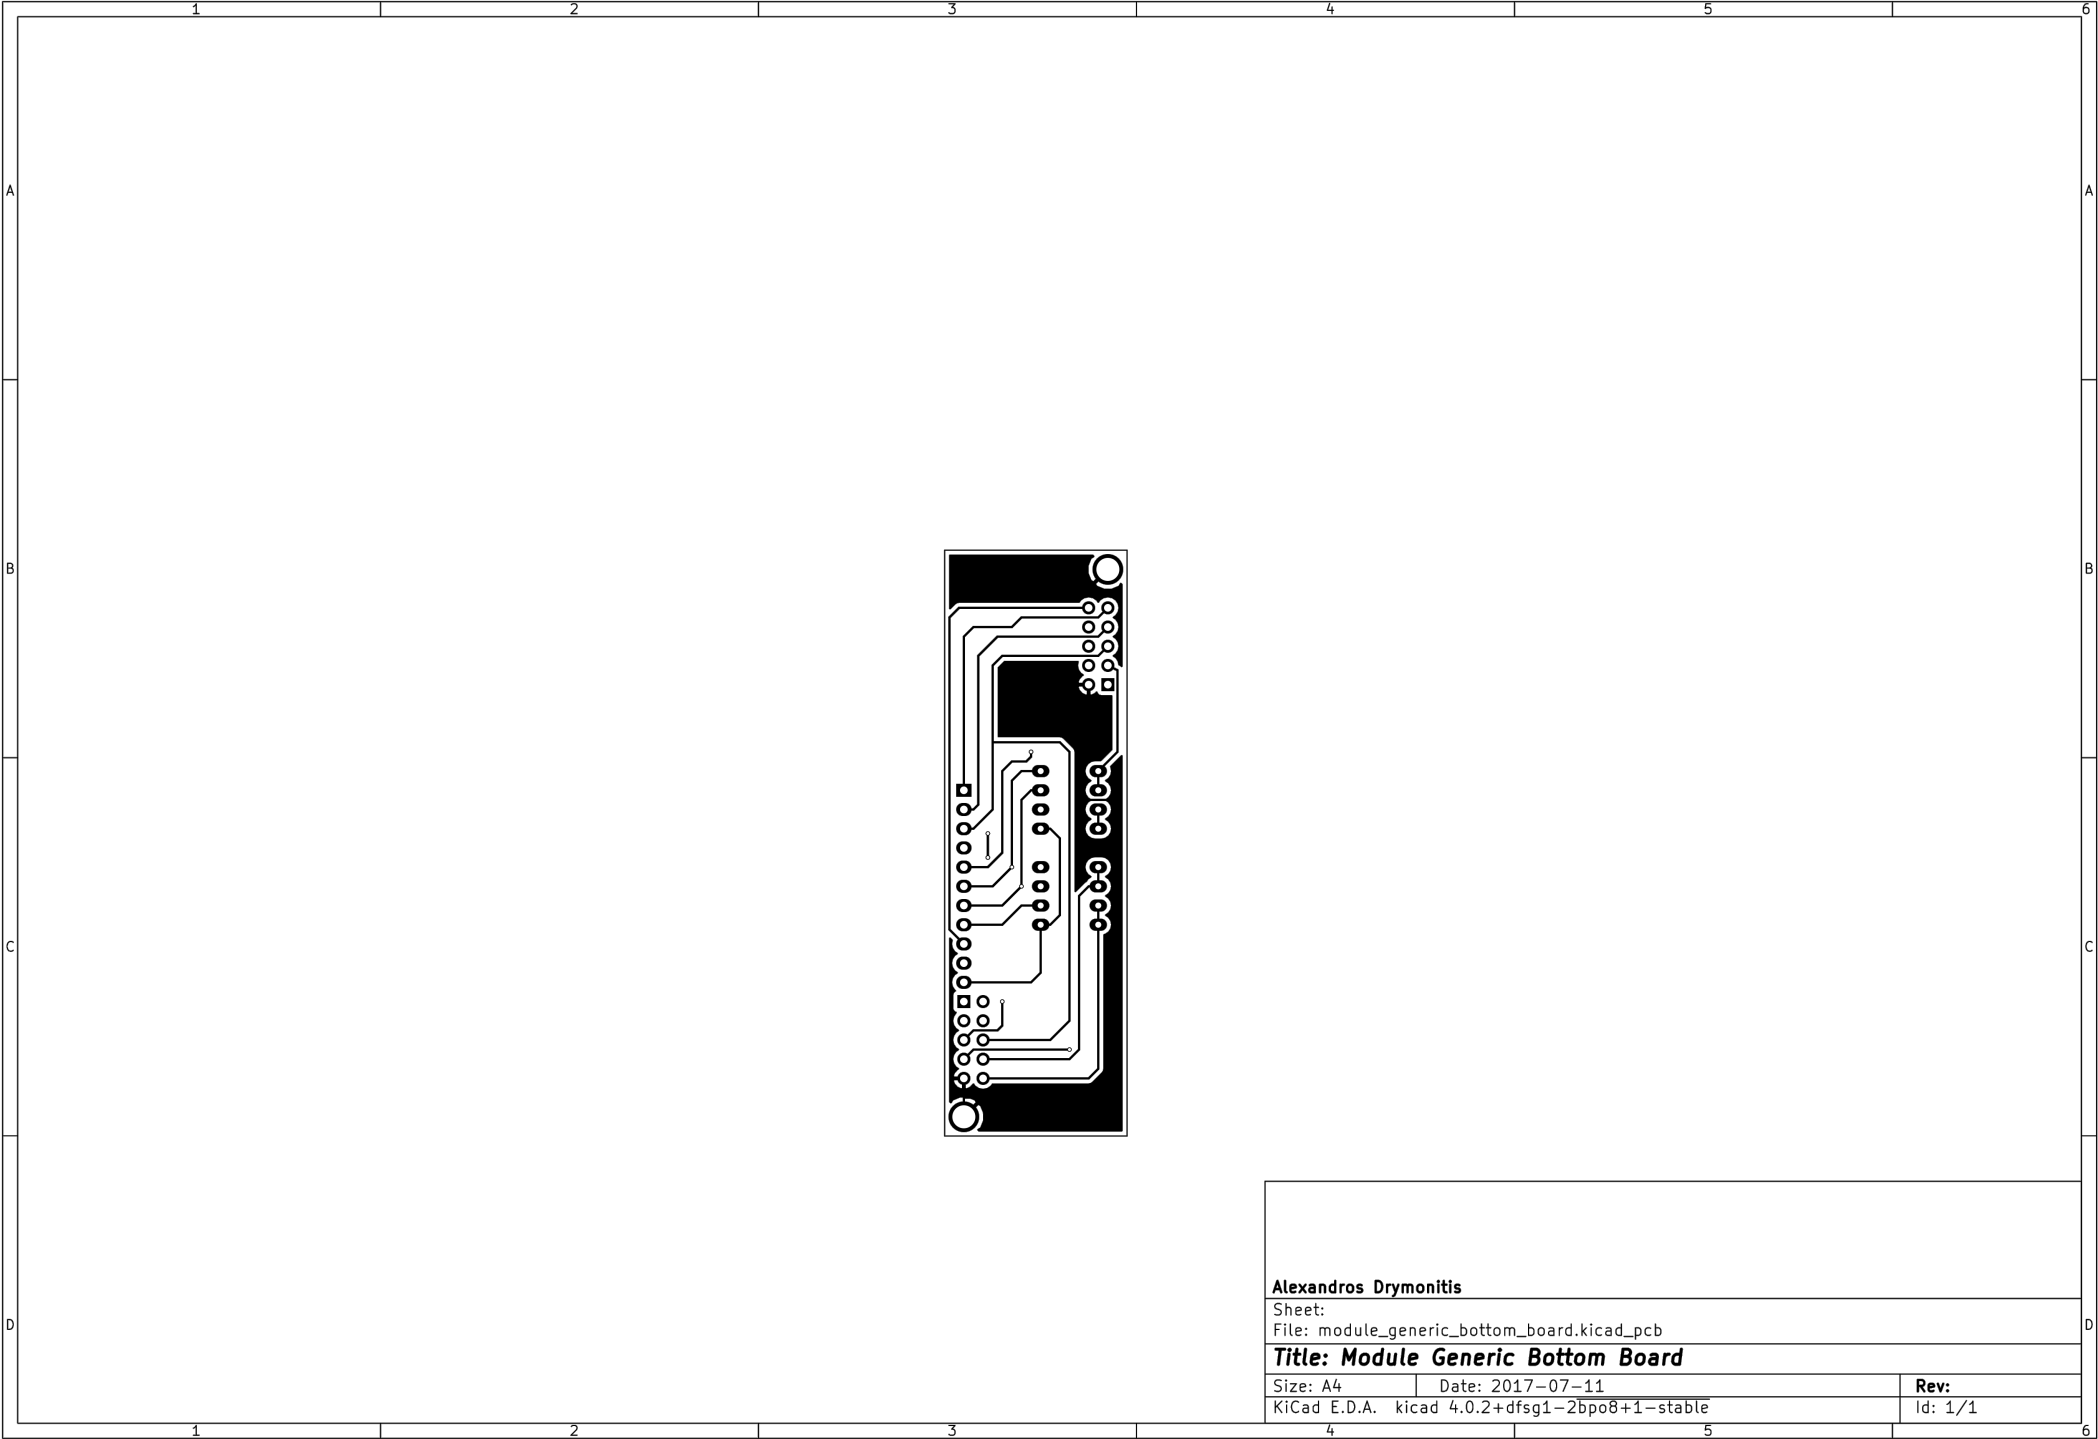 1 2 3 4 5 6
A A
B B
C C
Alexandros Drymonitis
Sheet:
D File: module_generic_bottom_board.kicad_pcb D
Title: Module Generic Bottom Board
Size: A4 Date: 2017-07-11 Rev:
KiCad E.D.A. kicad 4.0.2+dfsg1-2bpo8+1-stable Id: 1/1
1 2 3 4 5 6